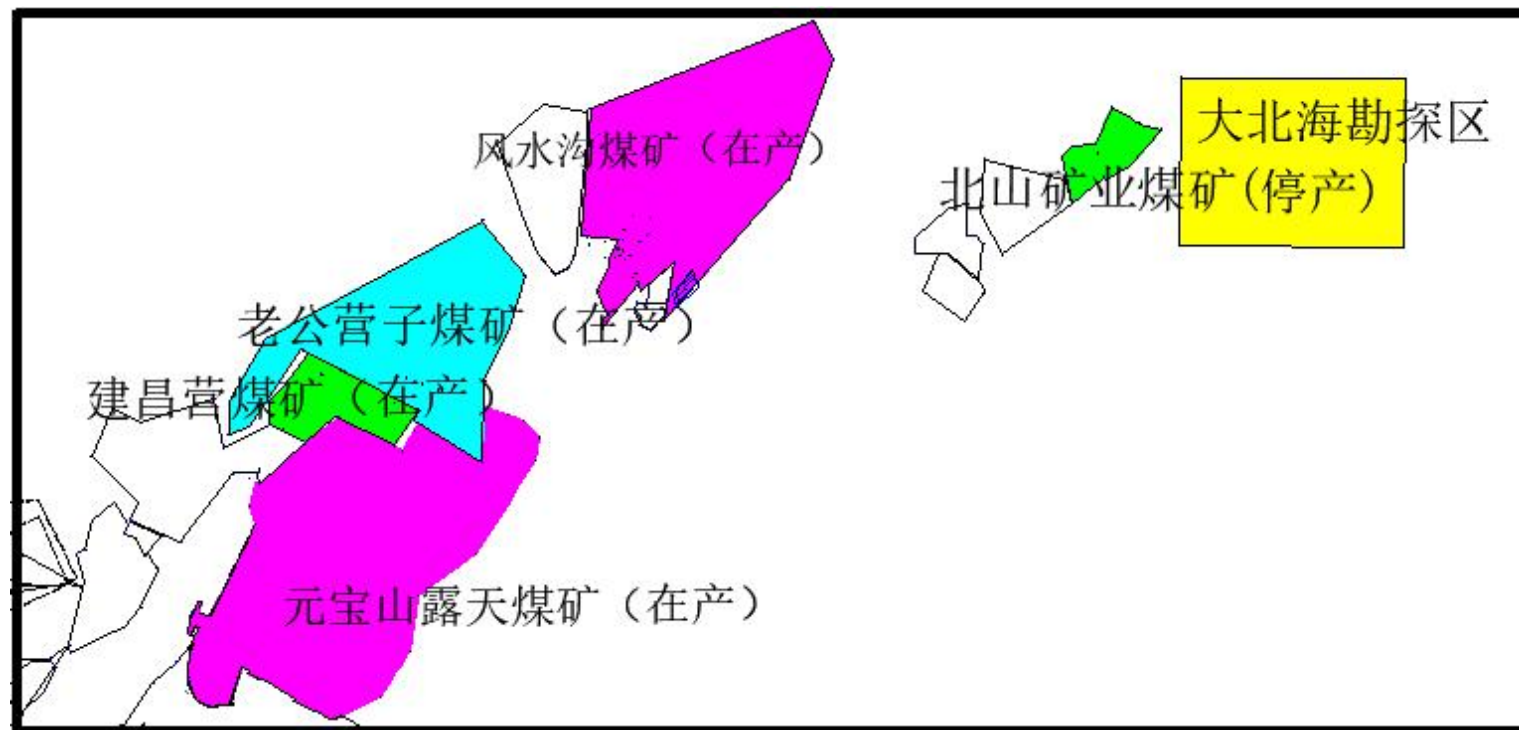 大北海勘探区
风水沟煤矿（在产）
北山矿业煤矿(停产)
老公营子煤矿（在产）
建昌营煤矿（在产）
元宝山露天煤矿（在产）